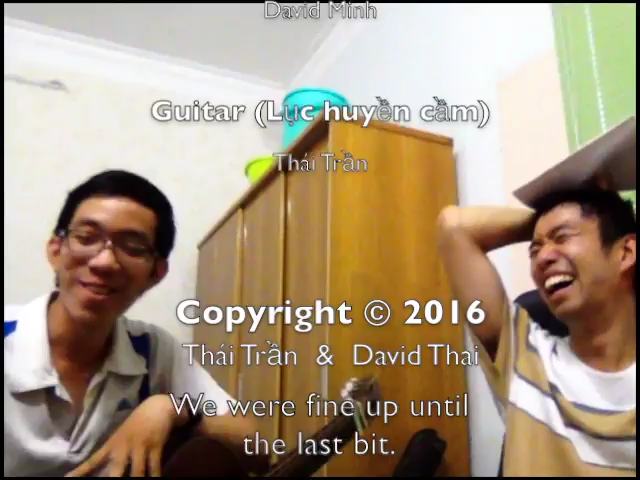 David Minh
Guitar (Lục huyền cầm)
Thái Trần
Copyright © 2016
Thái Trần & David Thai
We were fine up until
the last bit.